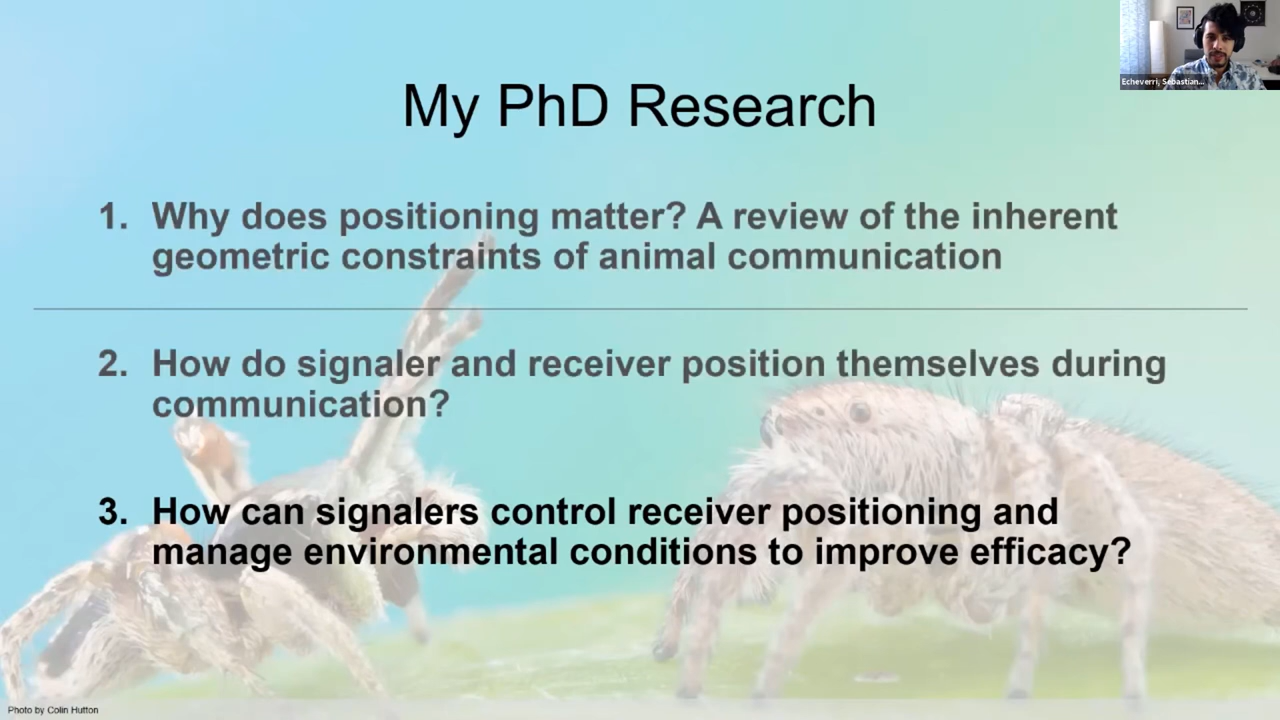 Echeverri, Sebastian...
My PhD Research
1. Why does positioning matter? A review of the inherent
geometric constraints of animal communication
2. How do signaler and receiver position themselves during
communication?
3. How can signalers control receiver positioning and
manage environmental conditions to improve efficacy?
Photo by Colin Hutton